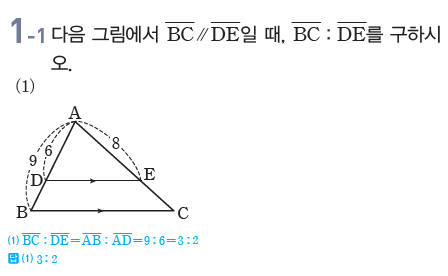 1-1 다음 그림에서 BC∥DE일 때, BC : DE를 구하시
오.
(1)
A
9 6 8
D E
B C
(1) BC : DE=AB : AD=9 : 6=3 : 2
답 (1) 3 : 2